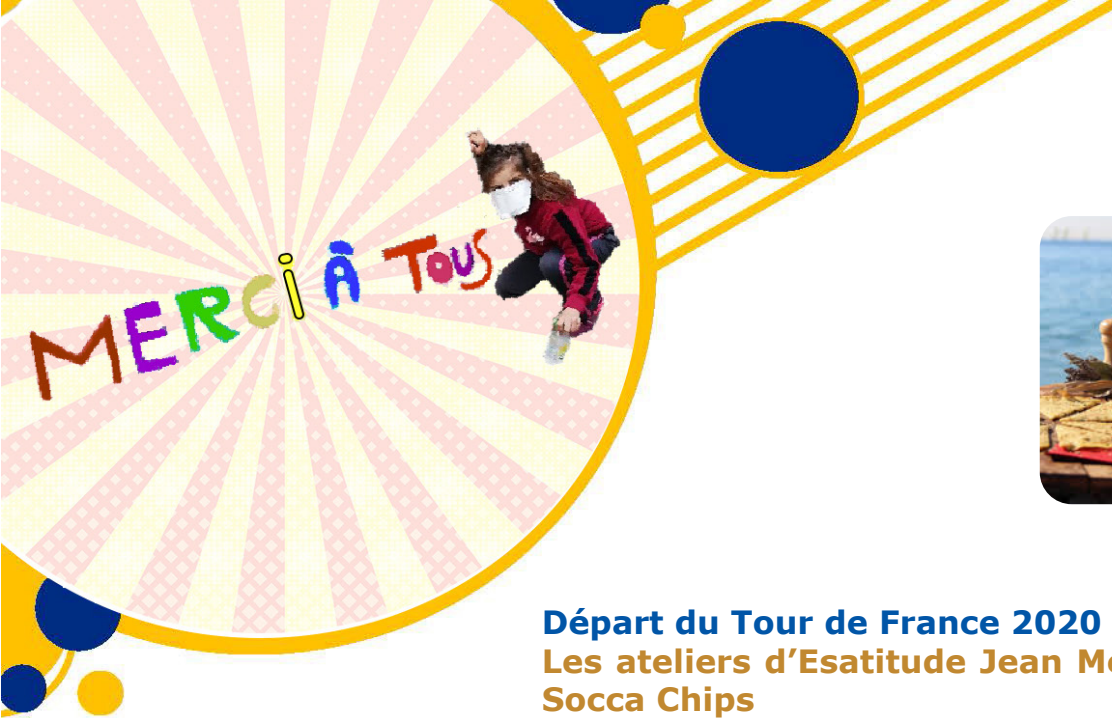 MERCI Â TOUS
Départ du Tour de France 2020
Les ateliers d’Esatitude Jean M
Socca Chips